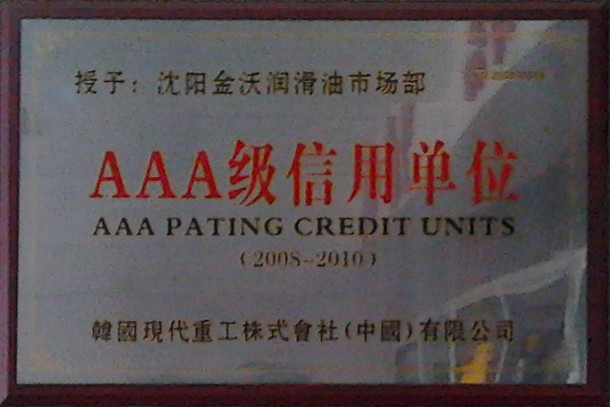 授予：沈阳金沃润滑油市场部
AAA级信用单位
AAA PATING CREDIT UNITS
（2008-2010）
韓國現代重工株式會社（中國）有限公司